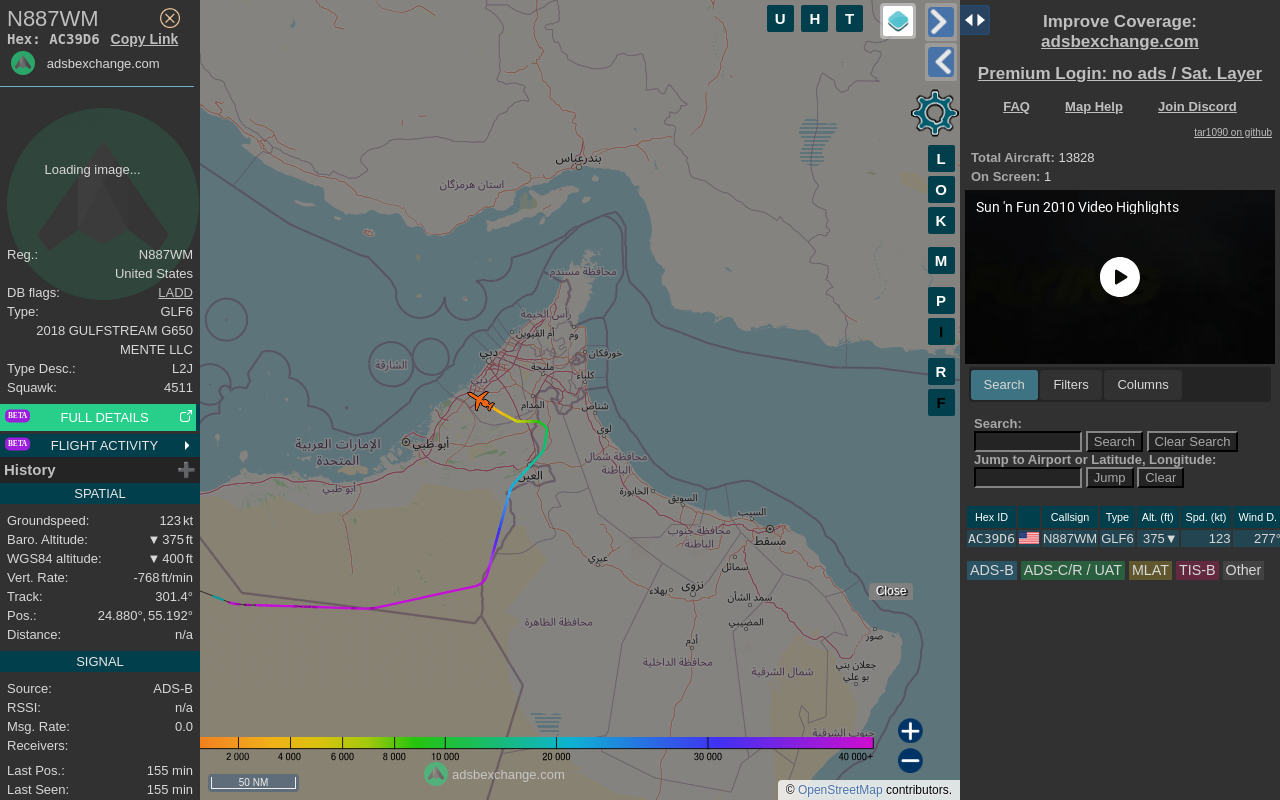 N887WM
Hex: AC39D6 Copy Link
adsbexchange.com
Loading image...
Reg.: N887WM
United States
DB flags: LADD
Type: GLF6
2018 GULFSTREAM G650
MENTE LLC
Type Desc.: L2J
Squawk: 4511
BETA FULL DETAILS
BETA FLIGHT ACTIVITY
History
SPATIAL
Groundspeed: 123 kt
Baro. Altitude: ▼ 375 ft
WGS84 altitude: ▼ 400 ft
Vert. Rate: -768 ft/min
Track: 301.4°
Pos.: 24.880°, 55.192°
Distance: n/a
SIGNAL
Source: ADS-B
RSSI: n/a
Msg. Rate: 0.0
Receivers:
Last Pos.: 155 min
Last Seen: 155 min
U H T
L
O
K
M
P
I
R
F
بندرعباس
استان هرمزگان
محافظة مسندم
رأس الخيمة
أم القيوين
دبي
الشارقة
دبي
مليحة
خورفكان
كلباء
المدام
شناص
لوى
الإمارات العربية
المتحدة
أبو ظبي
أبو ظبي
العين
محافظة شمال
الباطنة
الخابورة
السويق
السيب
مسقط
محافظة جنوب
الباطنة
عبري
سمائل
نزوى
بهلاء
سمد الشأن
المضيبي
محافظة الظاهرة
أدم
محافظة الداخلية
شمال الشرقية
صور
جعلان بني
بو علي
جنوب الشرقية
Close
2 000 4 000 6 000 8 000 10 000 20 000 30 000 40 000+
adsbexchange.com
50 NM
© OpenStreetMap contributors.
Improve Coverage:
adsbexchange.com
Premium Login: no ads / Sat. Layer
FAQ Map Help Join Discord
tar1090 on github
Total Aircraft: 13828
On Screen: 1
Sun 'n Fun 2010 Video Highlights
Search Filters Columns
Search:
Search Clear Search
Jump to Airport or Latitude, Longitude:
Jump Clear
Hex ID Callsign Type Alt. (ft) Spd. (kt) Wind D.
AC39D6 N887WM GLF6 375▼ 123 277°
ADS-B ADS-C/R / UAT MLAT TIS-B Other